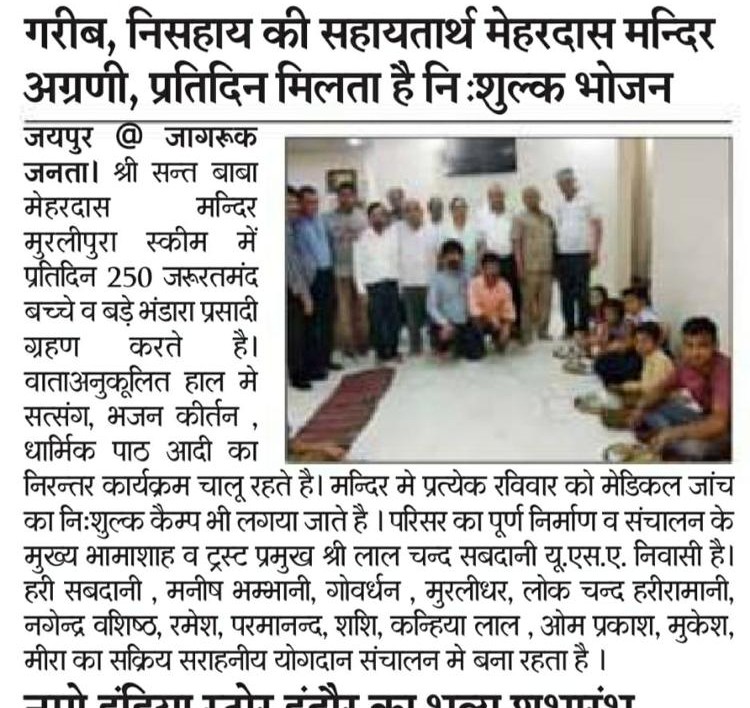 गरीब, निसहाय की सहायतार्थ मेहरदास मन्दिर
अग्रणी, प्रतिदिन मिलता है नि :शुल्क भोजन
जयपुर @ जागरूक
जनता। श्री सन्त बाबा
मेहरदास मन्दिर
मुरलीपुरा स्कीम में
प्रतिदिन 250 जरूरतमंद
बच्चे व बड़े भंडारा प्रसादी
ग्रहण करते है।
वाताअनुकूलित हाल मे
सत्संग, भजन कीर्तन ,
धार्मिक पाठ आदी का
निरन्तर कार्यक्रम चालू रहते है। मन्दिर मे प्रत्येक रविवार को मेडिकल जांच
का नि:शुल्क कैम्प भी लगया जाते है । परिसर का पूर्ण निर्माण व संचालन के
मुख्य भामाशाह व ट्रस्ट प्रमुख श्री लाल चन्द सबदानी यू.एस.ए. निवासी है।
हरी सबदानी , मनीष भम्भानी, गोवर्धन , मुरलीधर, लोक चन्द हरीरामानी,
नगेन्द्र वशिष्ठ, रमेश, परमानन्द, शशि, कन्हिया लाल , ओम प्रकाश, मुकेश,
मीरा का सक्रिय सराहनीय योगदान संचालन मे बना रहता है ।
नमो इंडिया स्टोर इंदौर का भव्य शुभारंभ